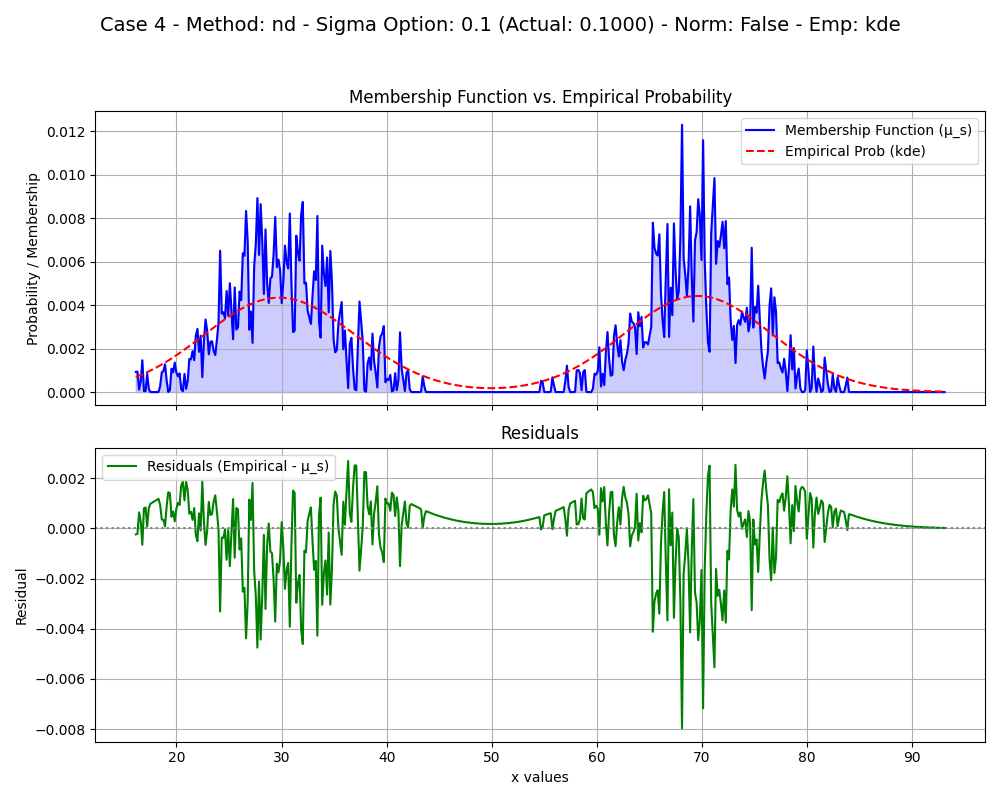 Case 4 - Method: nd - Sigma Option: 0.1 (Actual: 0.1000) - Norm: False - Emp: kde
Membership Function vs. Empirical Probability
Probability / Membership
0.012
0.010
0.008
0.006
0.004
0.002
0.000
Membership Function (μ_s)
Empirical Prob (kde)
Residuals
Residual
0.002
0.000
−0.002
−0.004
−0.006
−0.008
Residuals (Empirical - μ_s)
20 30 40 50 60 70 80 90
x values